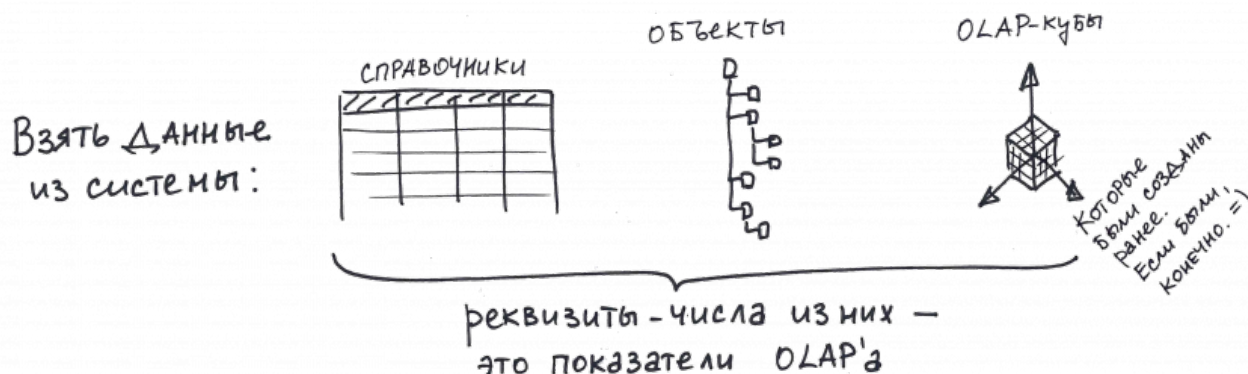 Взять данные
из системы:
СПРАВОЧНИКИ
ОБЪЕКТЫ
OLAP-кубы
Которые
были созданы
ранее.
Если были,
конечно. =)
реквизиты - числа из них —
это показатели OLAP'а